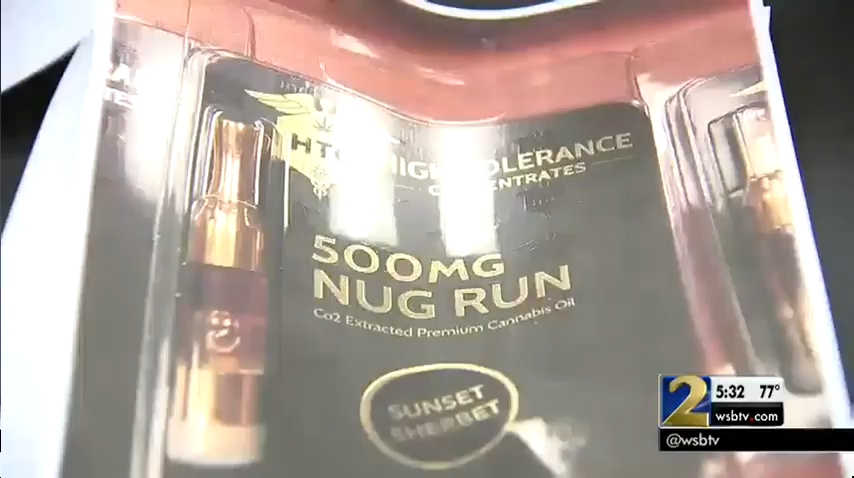 HTC HIGH TOLERANCE
CONCENTRATES
500MG
NUG RUN
Co2 Extracted Premium Cannabis Oil
SUNSET
SHERBET
2
5:32 77°
wsbtv.com
@wsbtv